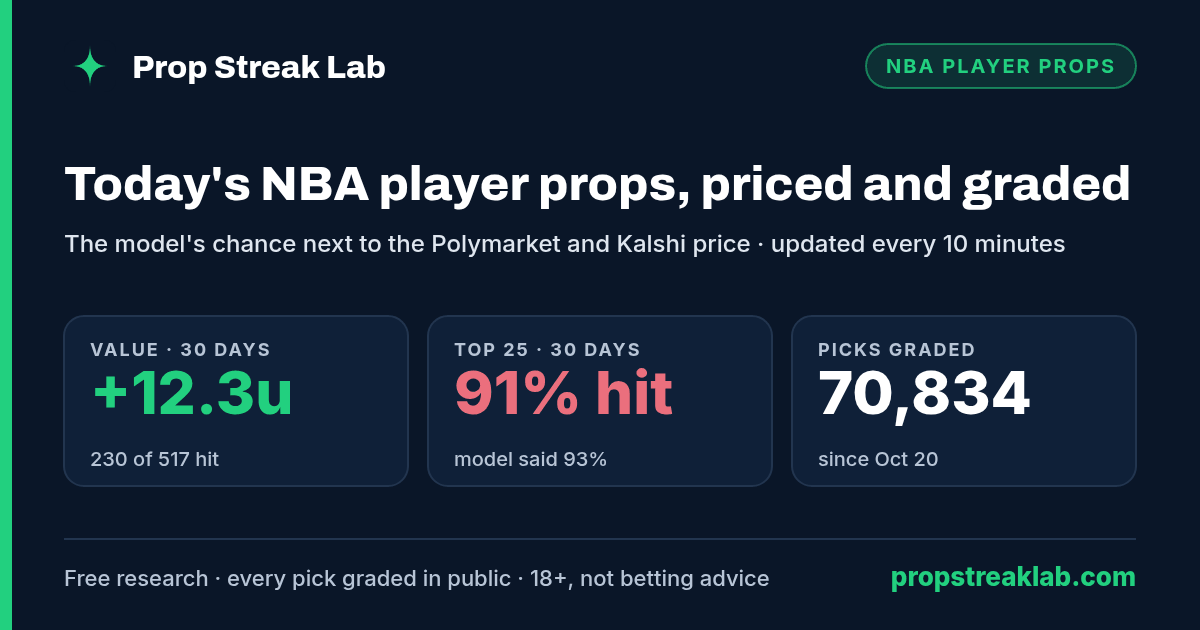 Prop Streak Lab
NBA PLAYER PROPS
Today's NBA player props, priced and graded
The model's chance next to the Polymarket and Kalshi price · updated every 10 minutes
VALUE · 30 DAYS
+12.3u
230 of 517 hit
TOP 25 · 30 DAYS
91% hit
model said 93%
PICKS GRADED
70,834
since Oct 20
Free research · every pick graded in public · 18+, not betting advice
propstreaklab.com